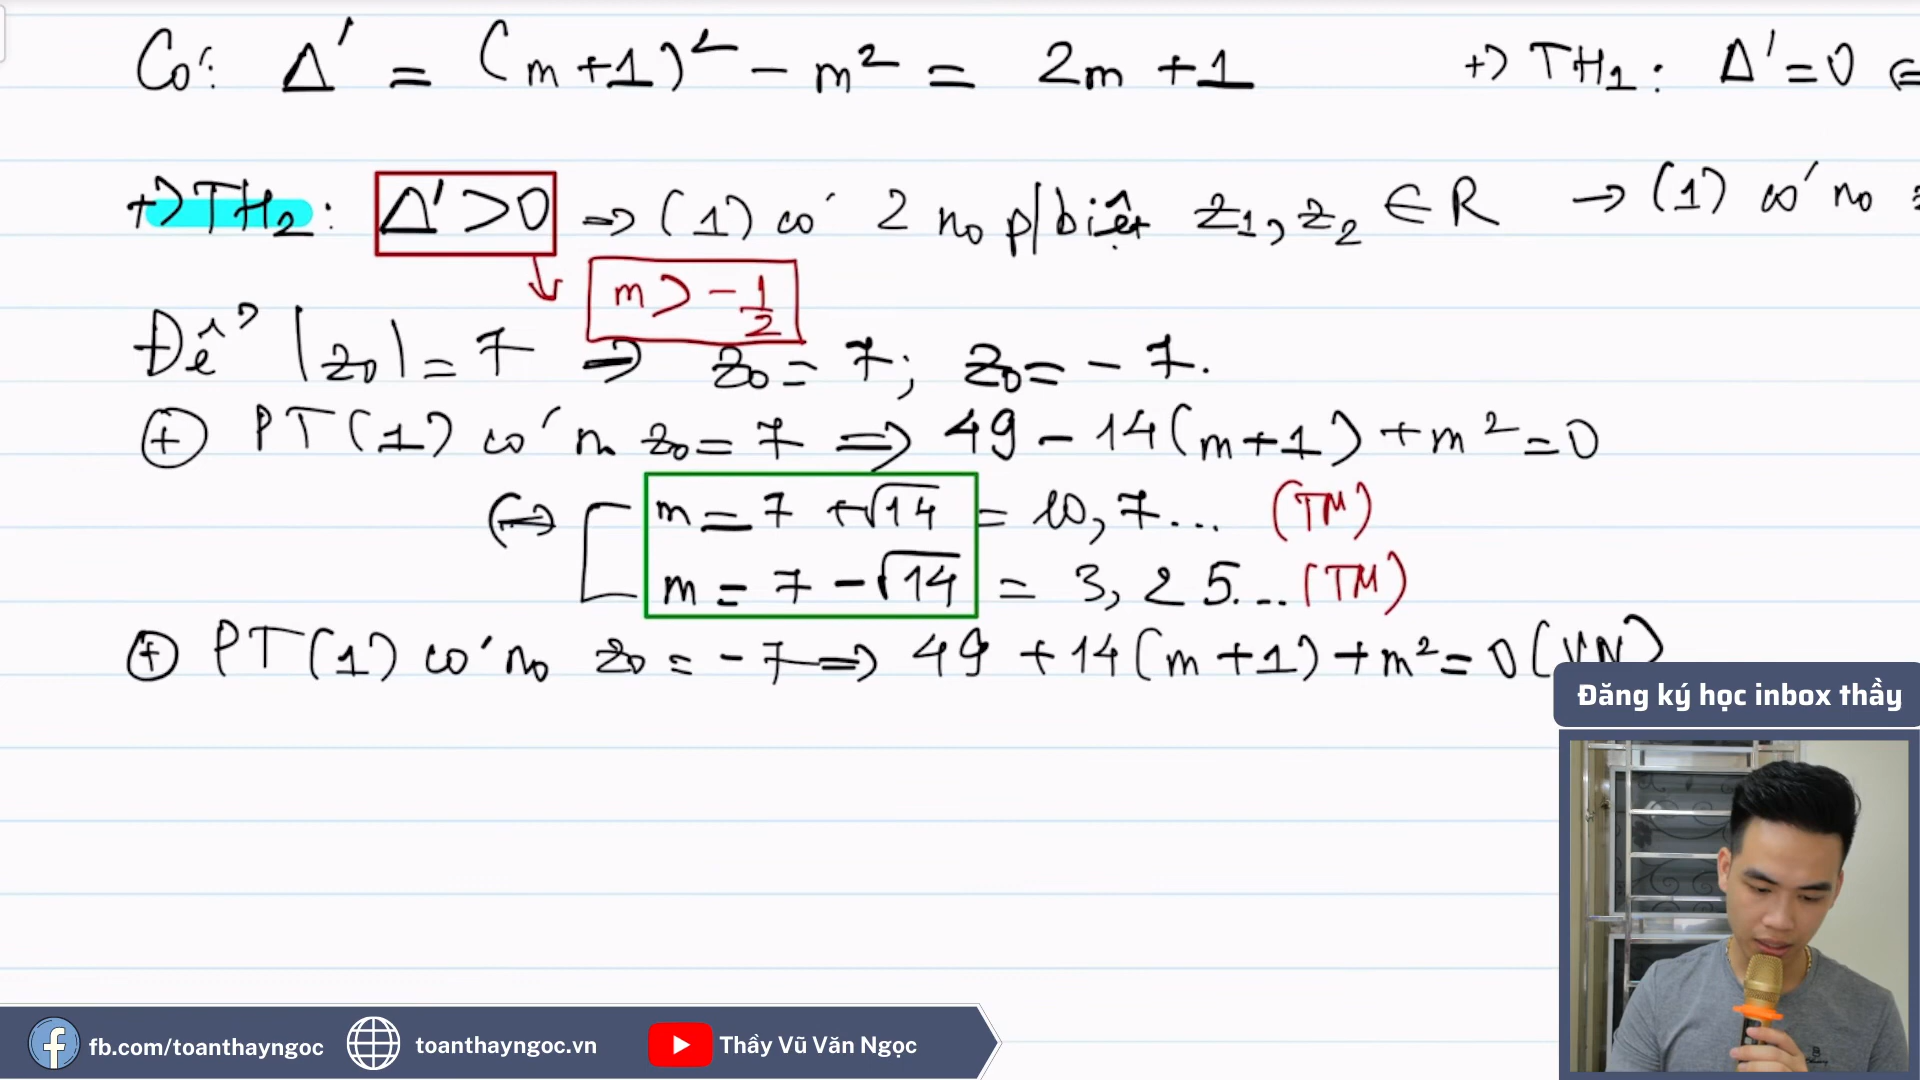 Có: Δ' = (m+1)² - m² = 2m + 1
+) TH1: Δ' = 0
+) TH2: Δ' > 0 => (1) có 2 no p/biệt z1, z2 ∈ R → (1) có no
m > - 1/2
Để |z0| = 7 => z0 = 7; z0 = - 7.
⊕ PT(1) có no z0 = 7 => 49 - 14(m+1) + m² = 0
<=> [ m = 7 + √14 = 10,7... (TM)
m = 7 - √14 = 3,25... (TM)
⊕ PT(1) có no z0 = - 7 => 49 + 14(m+1) + m² = 0 (VN)
Đăng ký học inbox thầy
fb.com/toanthayngoc toanthayngoc.vn Thầy Vũ Văn Ngọc